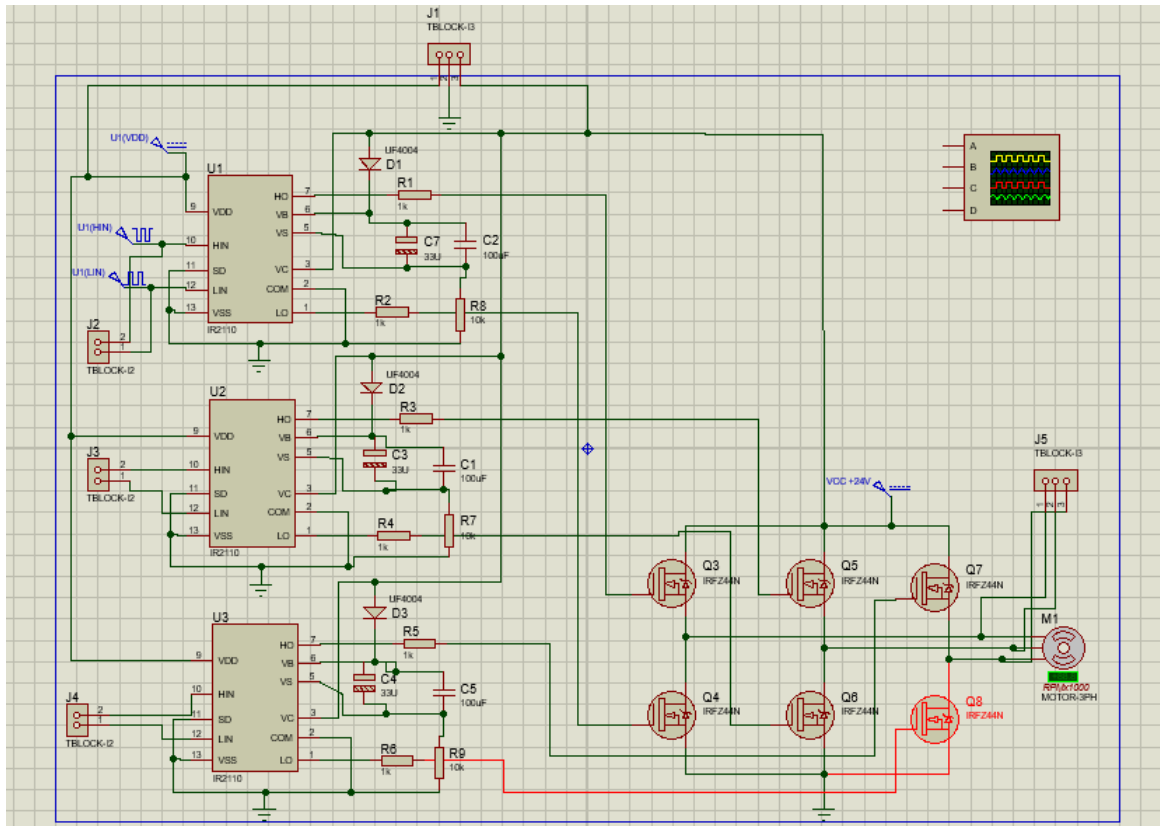 J1
TBLOCK-I3
1 2 3
U1(VDD)
U1
UF4004
D1
R1
1k
HO 7
VB 6
VS 5
9 VDD
U1(HIN)
10 HIN
C7
33U
C2
100uF
11 SD
VC 3
U1(LIN)
12 LIN
COM 2
R2
1k
R8
10k
13 VSS
LO 1
IR2110
J2
2
1
TBLOCK-I2
A
B
C
D
U2
UF4004
D2
R3
1k
HO 7
9 VDD
VB 6
VS 5
C3
33U
C1
100uF
J3
2
1
TBLOCK-I2
10 HIN
11 SD
VC 3
12 LIN
COM 2
R4
1k
R7
10k
13 VSS
LO 1
IR2110
J5
TBLOCK-I3
1 2 3
VCC +24V
U3
UF4004
D3
R5
1k
HO 7
9 VDD
VB 6
VS 5
C4
33U
C5
100uF
J4
2
1
TBLOCK-I2
10 HIN
11 SD
VC 3
12 LIN
COM 2
R6
1k
R9
10k
13 VSS
LO 1
IR2110
Q3
IRFZ44N
Q5
IRFZ44N
Q7
IRFZ44N
M1
MOTOR-3PH
Q4
IRFZ44N
Q6
IRFZ44N
Q8
IRFZ44N